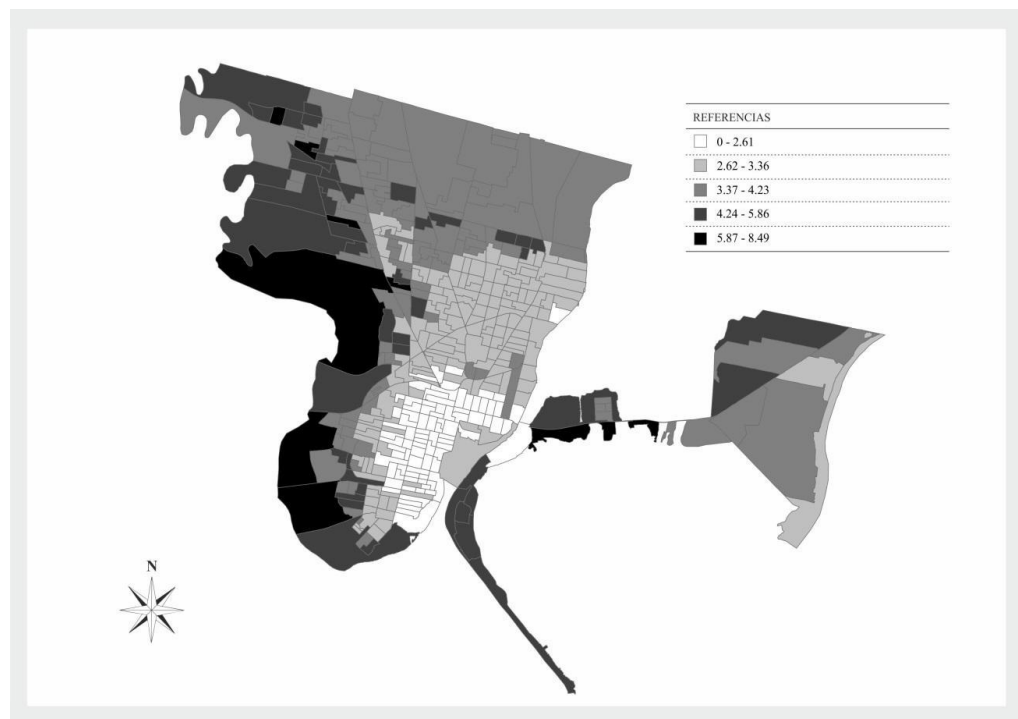 REFERENCIAS
0 - 2.61
2.62 - 3.36
3.37 - 4.23
4.24 - 5.86
5.87 - 8.49
N